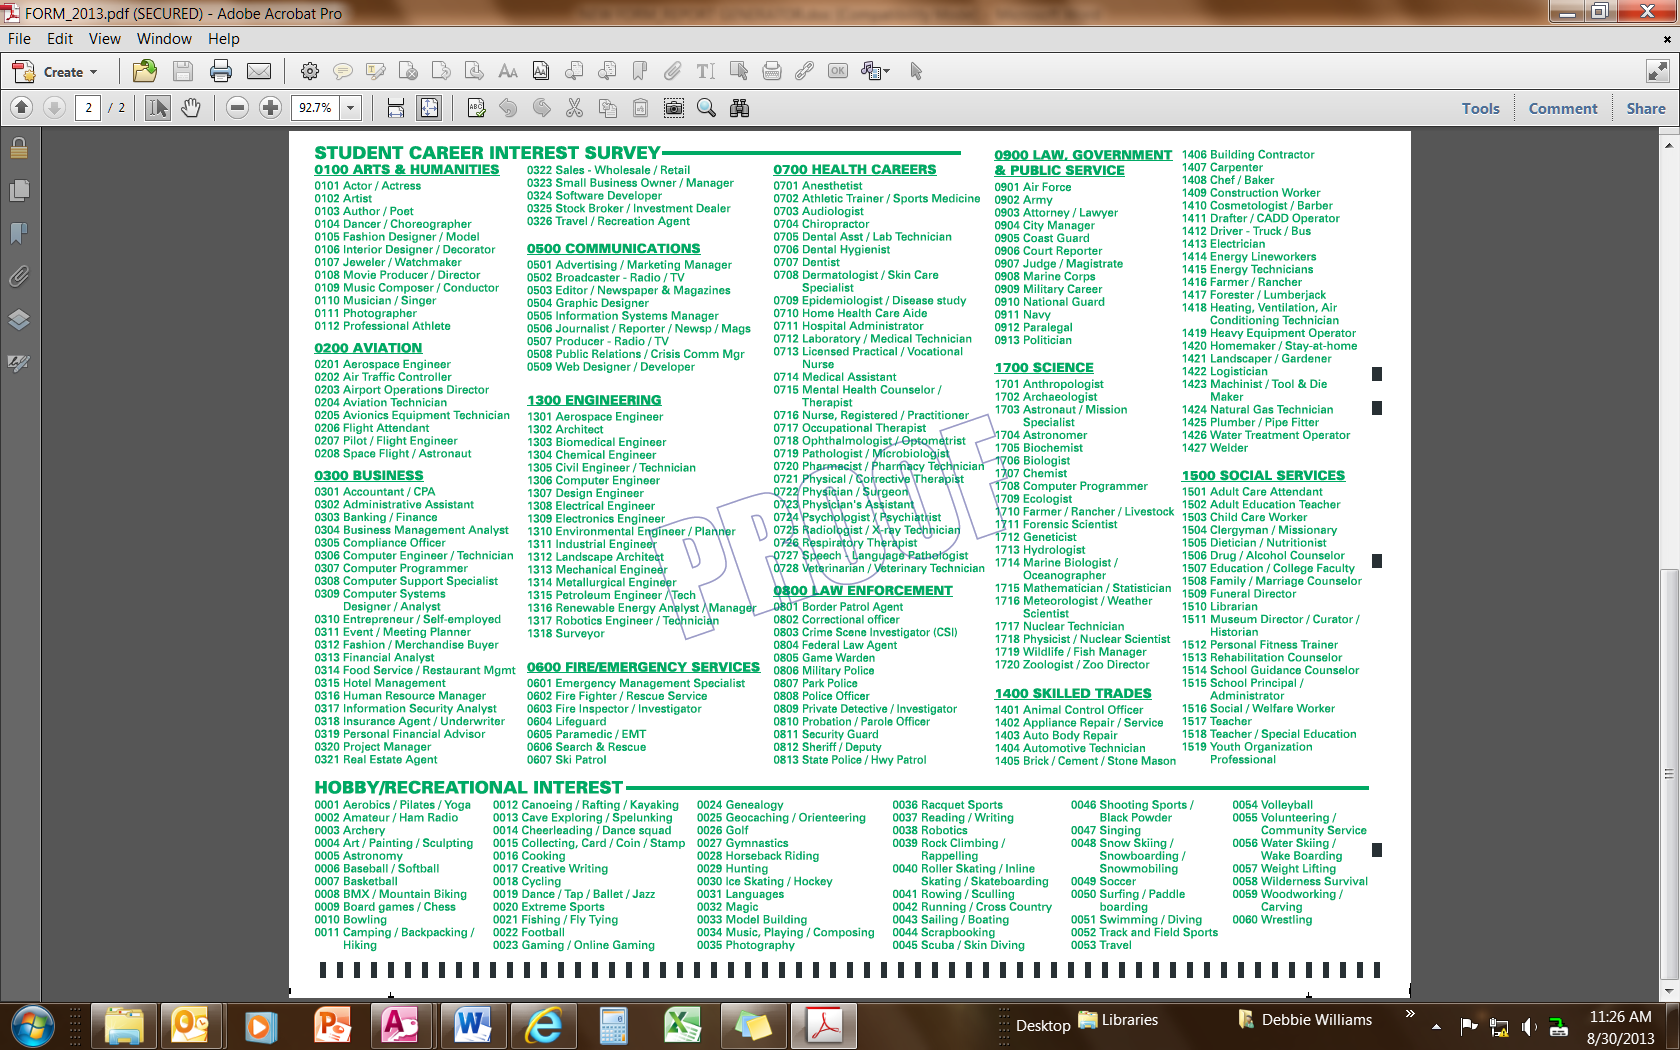 FORM_2013.pdf (SECURED) - Adobe Acrobat Pro
File Edit View Window Help
Create
2 / 2 92.7% Tools Comment Share
STUDENT CAREER INTEREST SURVEY
0100 ARTS & HUMANITIES
0101 Actor / Actress
0102 Artist
0103 Author / Poet
0104 Dancer / Choreographer
0105 Fashion Designer / Model
0106 Interior Designer / Decorator
0107 Jeweler / Watchmaker
0108 Movie Producer / Director
0109 Music Composer / Conductor
0110 Musician / Singer
0111 Photographer
0112 Professional Athlete
0200 AVIATION
0201 Aerospace Engineer
0202 Air Traffic Controller
0203 Airport Operations Director
0204 Aviation Technician
0205 Avionics Equipment Technician
0206 Flight Attendant
0207 Pilot / Flight Engineer
0208 Space Flight / Astronaut
0300 BUSINESS
0301 Accountant / CPA
0302 Administrative Assistant
0303 Banking / Finance
0304 Business Management Analyst
0305 Compliance Officer
0306 Computer Engineer / Technician
0307 Computer Programmer
0308 Computer Support Specialist
0309 Computer Systems
Designer / Analyst
0310 Entrepreneur / Self-employed
0311 Event / Meeting Planner
0312 Fashion / Merchandise Buyer
0313 Financial Analyst
0314 Food Service / Restaurant Mgmt
0315 Hotel Management
0316 Human Resource Manager
0317 Information Security Analyst
0318 Insurance Agent / Underwriter
0319 Personal Financial Advisor
0320 Project Manager
0321 Real Estate Agent
0322 Sales - Wholesale / Retail
0323 Small Business Owner / Manager
0324 Software Developer
0325 Stock Broker / Investment Dealer
0326 Travel / Recreation Agent
0500 COMMUNICATIONS
0501 Advertising / Marketing Manager
0502 Broadcaster - Radio / TV
0503 Editor / Newspaper & Magazines
0504 Graphic Designer
0505 Information Systems Manager
0506 Journalist / Reporter / Newsp / Mags
0507 Producer - Radio / TV
0508 Public Relations / Crisis Comm Mgr
0509 Web Designer / Developer
1300 ENGINEERING
1301 Aerospace Engineer
1302 Architect
1303 Biomedical Engineer
1304 Chemical Engineer
1305 Civil Engineer / Technician
1306 Computer Engineer
1307 Design Engineer
1308 Electrical Engineer
1309 Electronics Engineer
1310 Environmental Engineer / Planner
1311 Industrial Engineer
1312 Landscape Architect
1313 Mechanical Engineer
1314 Metallurgical Engineer
1315 Petroleum Engineer / Tech
1316 Renewable Energy Analyst / Manager
1317 Robotics Engineer / Technician
1318 Surveyor
0600 FIRE/EMERGENCY SERVICES
0601 Emergency Management Specialist
0602 Fire Fighter / Rescue Service
0603 Fire Inspector / Investigator
0604 Lifeguard
0605 Paramedic / EMT
0606 Search & Rescue
0607 Ski Patrol
0700 HEALTH CAREERS
0701 Anesthetist
0702 Athletic Trainer / Sports Medicine
0703 Audiologist
0704 Chiropractor
0705 Dental Asst / Lab Technician
0706 Dental Hygienist
0707 Dentist
0708 Dermatologist / Skin Care
Specialist
0709 Epidemiologist / Disease study
0710 Home Health Care Aide
0711 Hospital Administrator
0712 Laboratory / Medical Technician
0713 Licensed Practical / Vocational
Nurse
0714 Medical Assistant
0715 Mental Health Counselor /
Therapist
0716 Nurse, Registered / Practitioner
0717 Occupational Therapist
0718 Ophthalmologist / Optometrist
0719 Pathologist / Microbiologist
0720 Pharmacist / Pharmacy Technician
0721 Physical / Corrective Therapist
0722 Physician / Surgeon
0723 Physician's Assistant
0724 Psychologist / Psychiatrist
0725 Radiologist / X-ray Technician
0726 Respiratory Therapist
0727 Speech - Language Pathologist
0728 Veterinarian / Veterinary Technician
0800 LAW ENFORCEMENT
0801 Border Patrol Agent
0802 Correctional officer
0803 Crime Scene Investigator (CSI)
0804 Federal Law Agent
0805 Game Warden
0806 Military Police
0807 Park Police
0808 Police Officer
0809 Private Detective / Investigator
0810 Probation / Parole Officer
0811 Security Guard
0812 Sheriff / Deputy
0813 State Police / Hwy Patrol
0900 LAW, GOVERNMENT
& PUBLIC SERVICE
0901 Air Force
0902 Army
0903 Attorney / Lawyer
0904 City Manager
0905 Coast Guard
0906 Court Reporter
0907 Judge / Magistrate
0908 Marine Corps
0909 Military Career
0910 National Guard
0911 Navy
0912 Paralegal
0913 Politician
1700 SCIENCE
1701 Anthropologist
1702 Archaeologist
1703 Astronaut / Mission
Specialist
1704 Astronomer
1705 Biochemist
1706 Biologist
1707 Chemist
1708 Computer Programmer
1709 Ecologist
1710 Farmer / Rancher / Livestock
1711 Forensic Scientist
1712 Geneticist
1713 Hydrologist
1714 Marine Biologist /
Oceanographer
1715 Mathematician / Statistician
1716 Meteorologist / Weather
Scientist
1717 Nuclear Technician
1718 Physicist / Nuclear Scientist
1719 Wildlife / Fish Manager
1720 Zoologist / Zoo Director
1400 SKILLED TRADES
1401 Animal Control Officer
1402 Appliance Repair / Service
1403 Auto Body Repair
1404 Automotive Technician
1405 Brick / Cement / Stone Mason
1406 Building Contractor
1407 Carpenter
1408 Chef / Baker
1409 Construction Worker
1410 Cosmetologist / Barber
1411 Drafter / CADD Operator
1412 Driver - Truck / Bus
1413 Electrician
1414 Energy Lineworkers
1415 Energy Technicians
1416 Farmer / Rancher
1417 Forester / Lumberjack
1418 Heating, Ventilation, Air
Conditioning Technician
1419 Heavy Equipment Operator
1420 Homemaker / Stay-at-home
1421 Landscaper / Gardener
1422 Logistician
1423 Machinist / Tool & Die
Maker
1424 Natural Gas Technician
1425 Plumber / Pipe Fitter
1426 Water Treatment Operator
1427 Welder
1500 SOCIAL SERVICES
1501 Adult Care Attendant
1502 Adult Education Teacher
1503 Child Care Worker
1504 Clergyman / Missionary
1505 Dietician / Nutritionist
1506 Drug / Alcohol Counselor
1507 Education / College Faculty
1508 Family / Marriage Counselor
1509 Funeral Director
1510 Librarian
1511 Museum Director / Curator /
Historian
1512 Personal Fitness Trainer
1513 Rehabilitation Counselor
1514 School Guidance Counselor
1515 School Principal /
Administrator
1516 Social / Welfare Worker
1517 Teacher
1518 Teacher / Special Education
1519 Youth Organization
Professional
PROOF
HOBBY/RECREATIONAL INTEREST
0001 Aerobics / Pilates / Yoga
0002 Amateur / Ham Radio
0003 Archery
0004 Art / Painting / Sculpting
0005 Astronomy
0006 Baseball / Softball
0007 Basketball
0008 BMX / Mountain Biking
0009 Board games / Chess
0010 Bowling
0011 Camping / Backpacking /
Hiking
0012 Canoeing / Rafting / Kayaking
0013 Cave Exploring / Spelunking
0014 Cheerleading / Dance squad
0015 Collecting, Card / Coin / Stamp
0016 Cooking
0017 Creative Writing
0018 Cycling
0019 Dance / Tap / Ballet / Jazz
0020 Extreme Sports
0021 Fishing / Fly Tying
0022 Football
0023 Gaming / Online Gaming
0024 Genealogy
0025 Geocaching / Orienteering
0026 Golf
0027 Gymnastics
0028 Horseback Riding
0029 Hunting
0030 Ice Skating / Hockey
0031 Languages
0032 Magic
0033 Model Building
0034 Music, Playing / Composing
0035 Photography
0036 Racquet Sports
0037 Reading / Writing
0038 Robotics
0039 Rock Climbing /
Rappelling
0040 Roller Skating / Inline
Skating / Skateboarding
0041 Rowing / Sculling
0042 Running / Cross Country
0043 Sailing / Boating
0044 Scrapbooking
0045 Scuba / Skin Diving
0046 Shooting Sports /
Black Powder
0047 Singing
0048 Snow Skiing /
Snowboarding /
Snowmobiling
0049 Soccer
0050 Surfing / Paddle
boarding
0051 Swimming / Diving
0052 Track and Field Sports
0053 Travel
0054 Volleyball
0055 Volunteering /
Community Service
0056 Water Skiing /
Wake Boarding
0057 Weight Lifting
0058 Wilderness Survival
0059 Woodworking /
Carving
0060 Wrestling
Desktop Libraries Debbie Williams
11:26 AM
8/30/2013